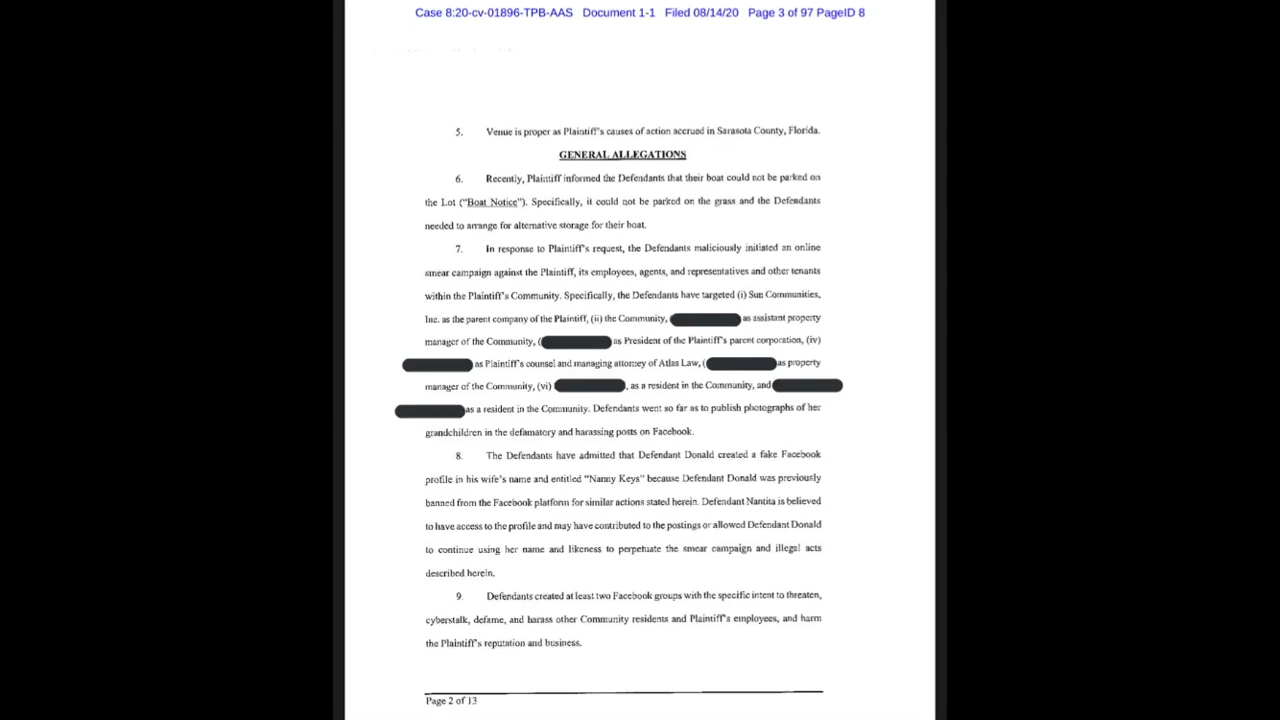 Case 8:20-cv-01896-TPB-AAS Document 1-1 Filed 08/14/20 Page 3 of 97 PageID 8
5. Venue is proper as Plaintiff's causes of action accrued in Sarasota County, Florida.
GENERAL ALLEGATIONS
6. Recently, Plaintiff informed the Defendants that their boat could not be parked on
the Lot ("Boat Notice"). Specifically, it could not be parked on the grass and the Defendants
needed to arrange for alternative storage for their boat.
7. In response to Plaintiff's request, the Defendants maliciously initiated an online
smear campaign against the Plaintiff, its employees, agents, and representatives and other tenants
within the Plaintiff's Community. Specifically, the Defendants have targeted (i) Sun Communities,
Inc. as the parent company of the Plaintiff, (ii) the Community, as assistant property
manager of the Community, ( as President of the Plaintiff's parent corporation, (iv)
as Plaintiff's counsel and managing attorney of Atlas Law, ( as property
manager of the Community, (vi) , as a resident in the Community, and
as a resident in the Community. Defendants went so far as to publish photographs of her
grandchildren in the defamatory and harassing posts on Facebook.
8. The Defendants have admitted that Defendant Donald created a fake Facebook
profile in his wife's name and entitled "Nanny Keys" because Defendant Donald was previously
banned from the Facebook platform for similar actions stated herein. Defendant Nantita is believed
to have access to the profile and may have contributed to the postings or allowed Defendant Donald
to continue using her name and likeness to perpetuate the smear campaign and illegal acts
described herein.
9. Defendants created at least two Facebook groups with the specific intent to threaten,
cyberstalk, defame, and harass other Community residents and Plaintiff's employees, and harm
the Plaintiff's reputation and business.
Page 2 of 13